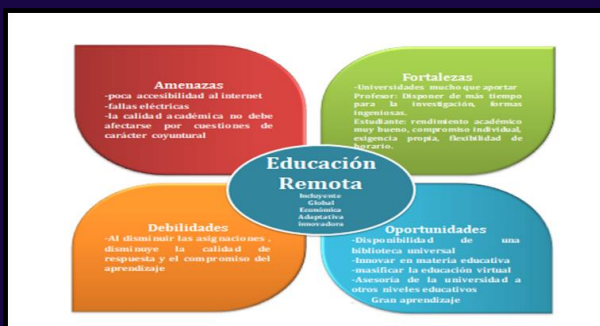 Amenazas
-poca accesibilidad al internet
-fallas eléctricas
-la calidad académica no debe
afectarse por cuestiones de
carácter coyuntural
Fortalezas
-Universidades mucho que aportar
Profesor: Disponer de más tiempo
para la investigación, formas
ingeniosas.
Estudiante: rendimiento académico
muy bueno, compromiso individual,
exigencia propia, flexibilidad de
horario.
Educación
Remota
Incluyente
Global
Económica
Adaptativa
innovadora
Debilidades
-Al disminuir las asignaciones ,
disminuye la calidad de
respuesta y el compromiso del
aprendizaje
Oportunidades
-Disponibilidad de una
biblioteca universal
-Innovar en materia educativa
-masificar la educación virtual
-Asesoría de la universidad a
otros niveles educativos
Gran aprendizaje